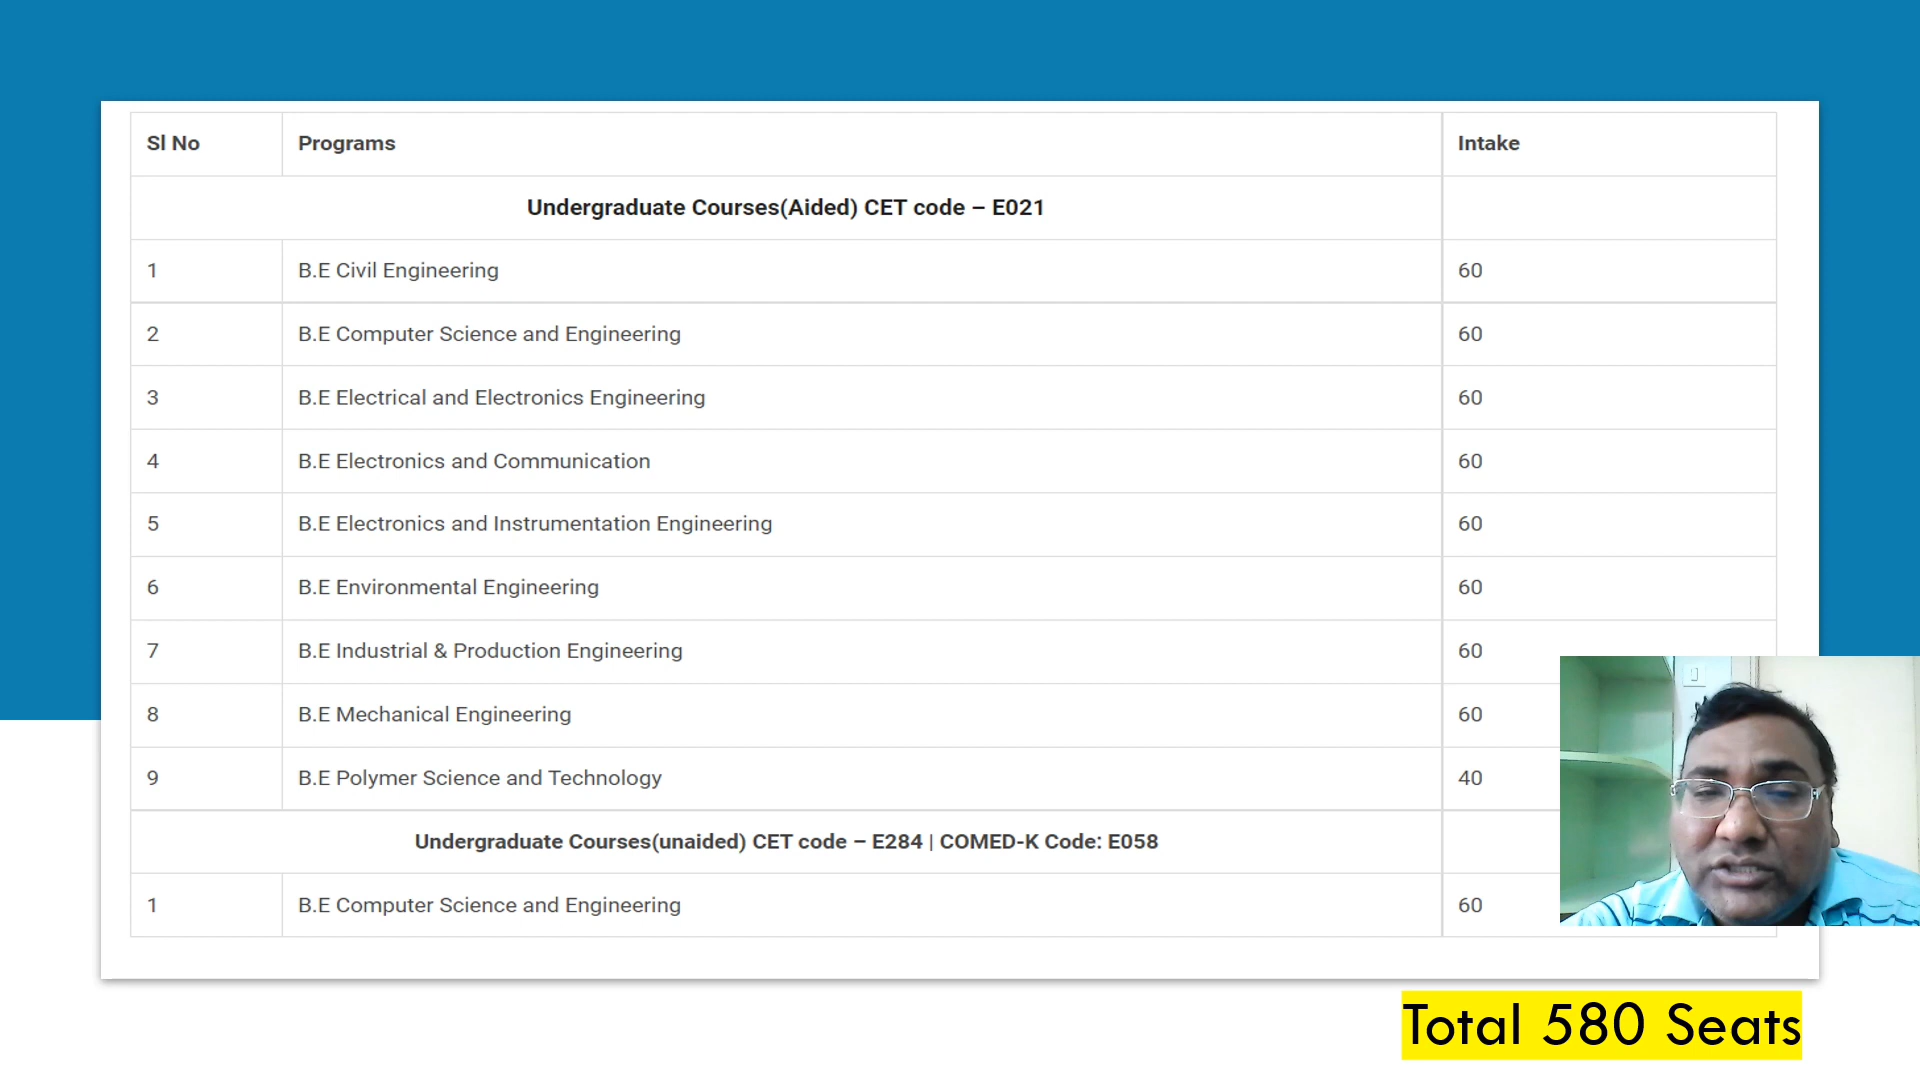 Sl No Programs Intake
Undergraduate Courses(Aided) CET code – E021
1 B.E Civil Engineering 60
2 B.E Computer Science and Engineering 60
3 B.E Electrical and Electronics Engineering 60
4 B.E Electronics and Communication 60
5 B.E Electronics and Instrumentation Engineering 60
6 B.E Environmental Engineering 60
7 B.E Industrial & Production Engineering 60
8 B.E Mechanical Engineering 60
9 B.E Polymer Science and Technology 40
Undergraduate Courses(unaided) CET code – E284 | COMED-K Code: E058
1 B.E Computer Science and Engineering 60
Total 580 Seats